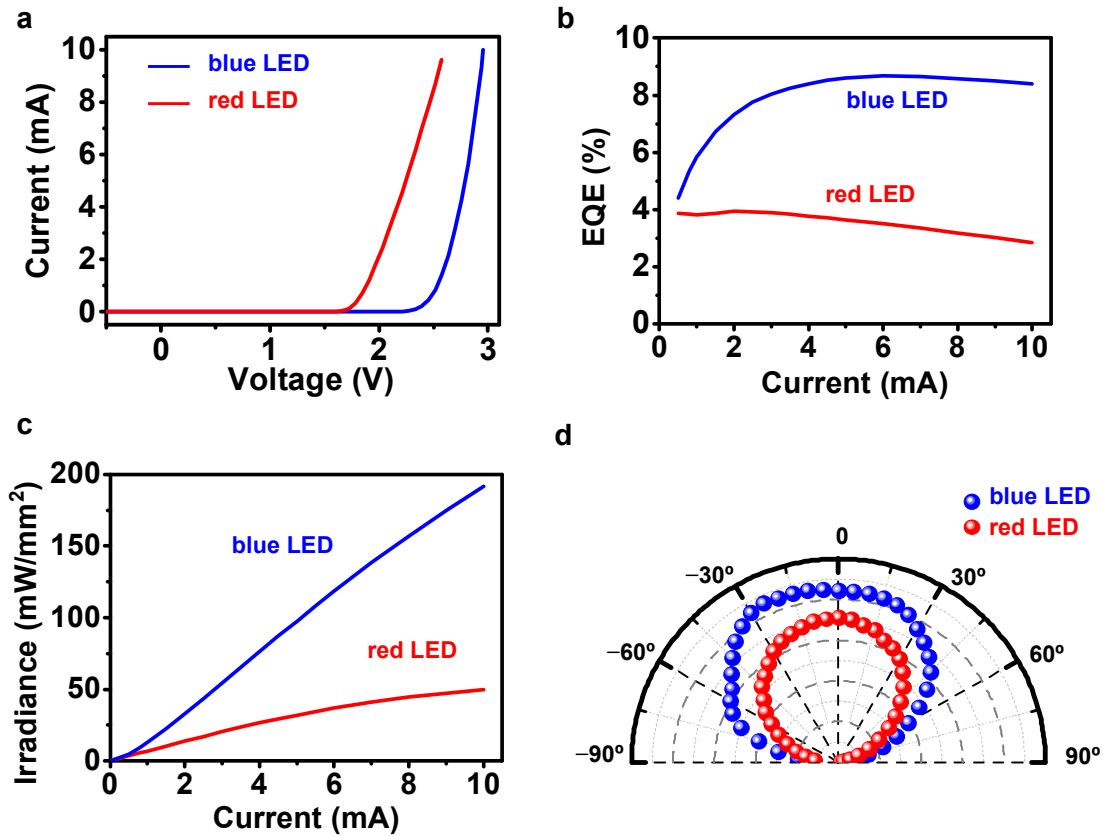 a
blue LED
red LED
10
8
6
4
2
0
0
1
2
3
Current (mA)
Voltage (V)
b
10
8
6
4
2
0
0
2
4
6
8
10
blue LED
red LED
EQE (%)
Current (mA)
c
200
150
100
50
0
0
2
4
6
8
10
blue LED
red LED
Irradiance (mW/mm²)
Current (mA)
d
blue LED
red LED
0
−30º
30º
−60º
60º
−90º
90º